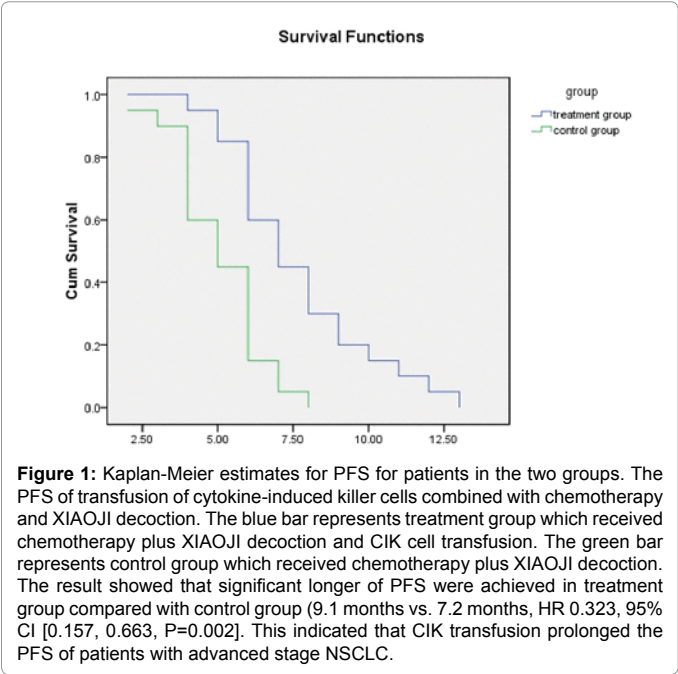 Survival Functions
group
treatment group
control group
Cum Survival
1.0
0.8
0.6
0.4
0.2
0.0
2.50 5.00 7.50 10.00 12.50
Figure 1: Kaplan-Meier estimates for PFS for patients in the two groups. The
PFS of transfusion of cytokine-induced killer cells combined with chemotherapy
and XIAOJI decoction. The blue bar represents treatment group which received
chemotherapy plus XIAOJI decoction and CIK cell transfusion. The green bar
represents control group which received chemotherapy plus XIAOJI decoction.
The result showed that significant longer of PFS were achieved in treatment
group compared with control group (9.1 months vs. 7.2 months, HR 0.323, 95%
CI [0.157, 0.663, P=0.002]. This indicated that CIK transfusion prolonged the
PFS of patients with advanced stage NSCLC.